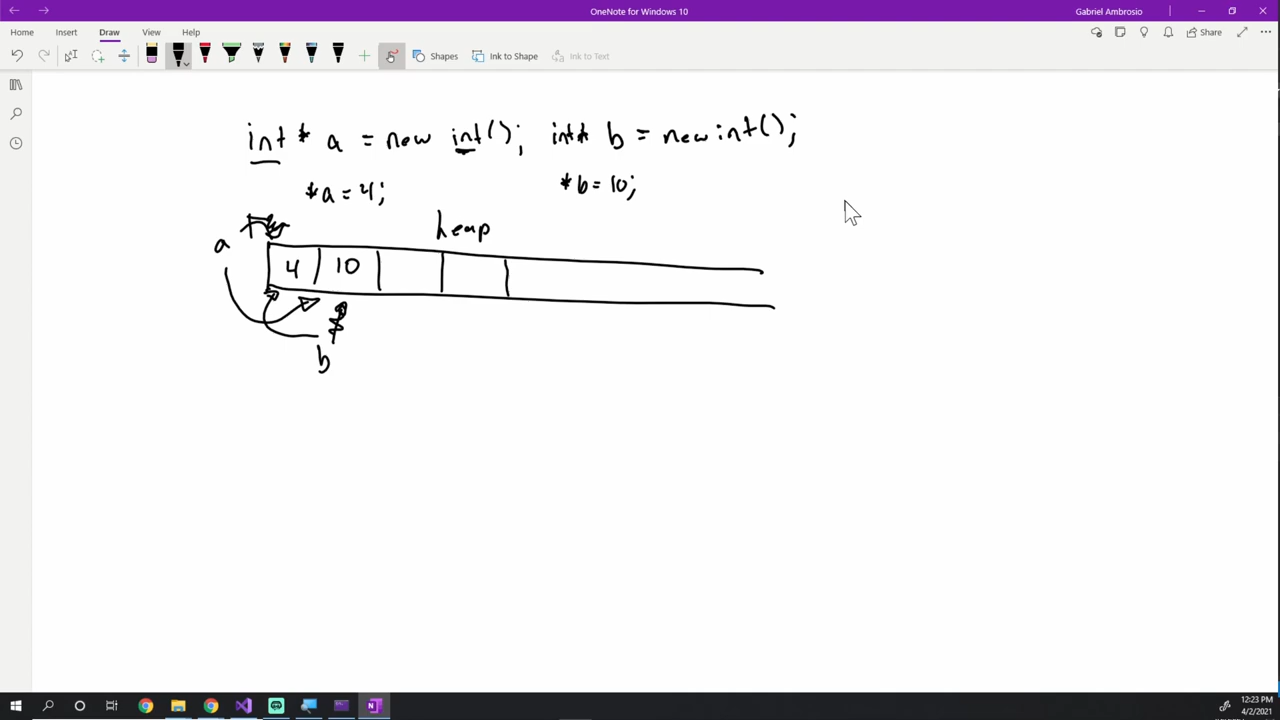 OneNote for Windows 10
Gabriel Ambrosio
Home Insert Draw View Help
Shapes Ink to Shape Ink to Text
Share
int * a = new int(); int* b = new int();
*a = 4; *b = 10;
heap
a
4 10
b
12:23 PM
4/2/2021